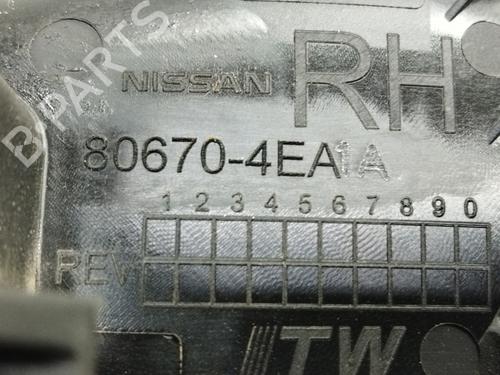 B-PARTS
NISSAN RH
80670-4EA1A
1 2 3 4 5 6 7 8 9 0
REV
TW